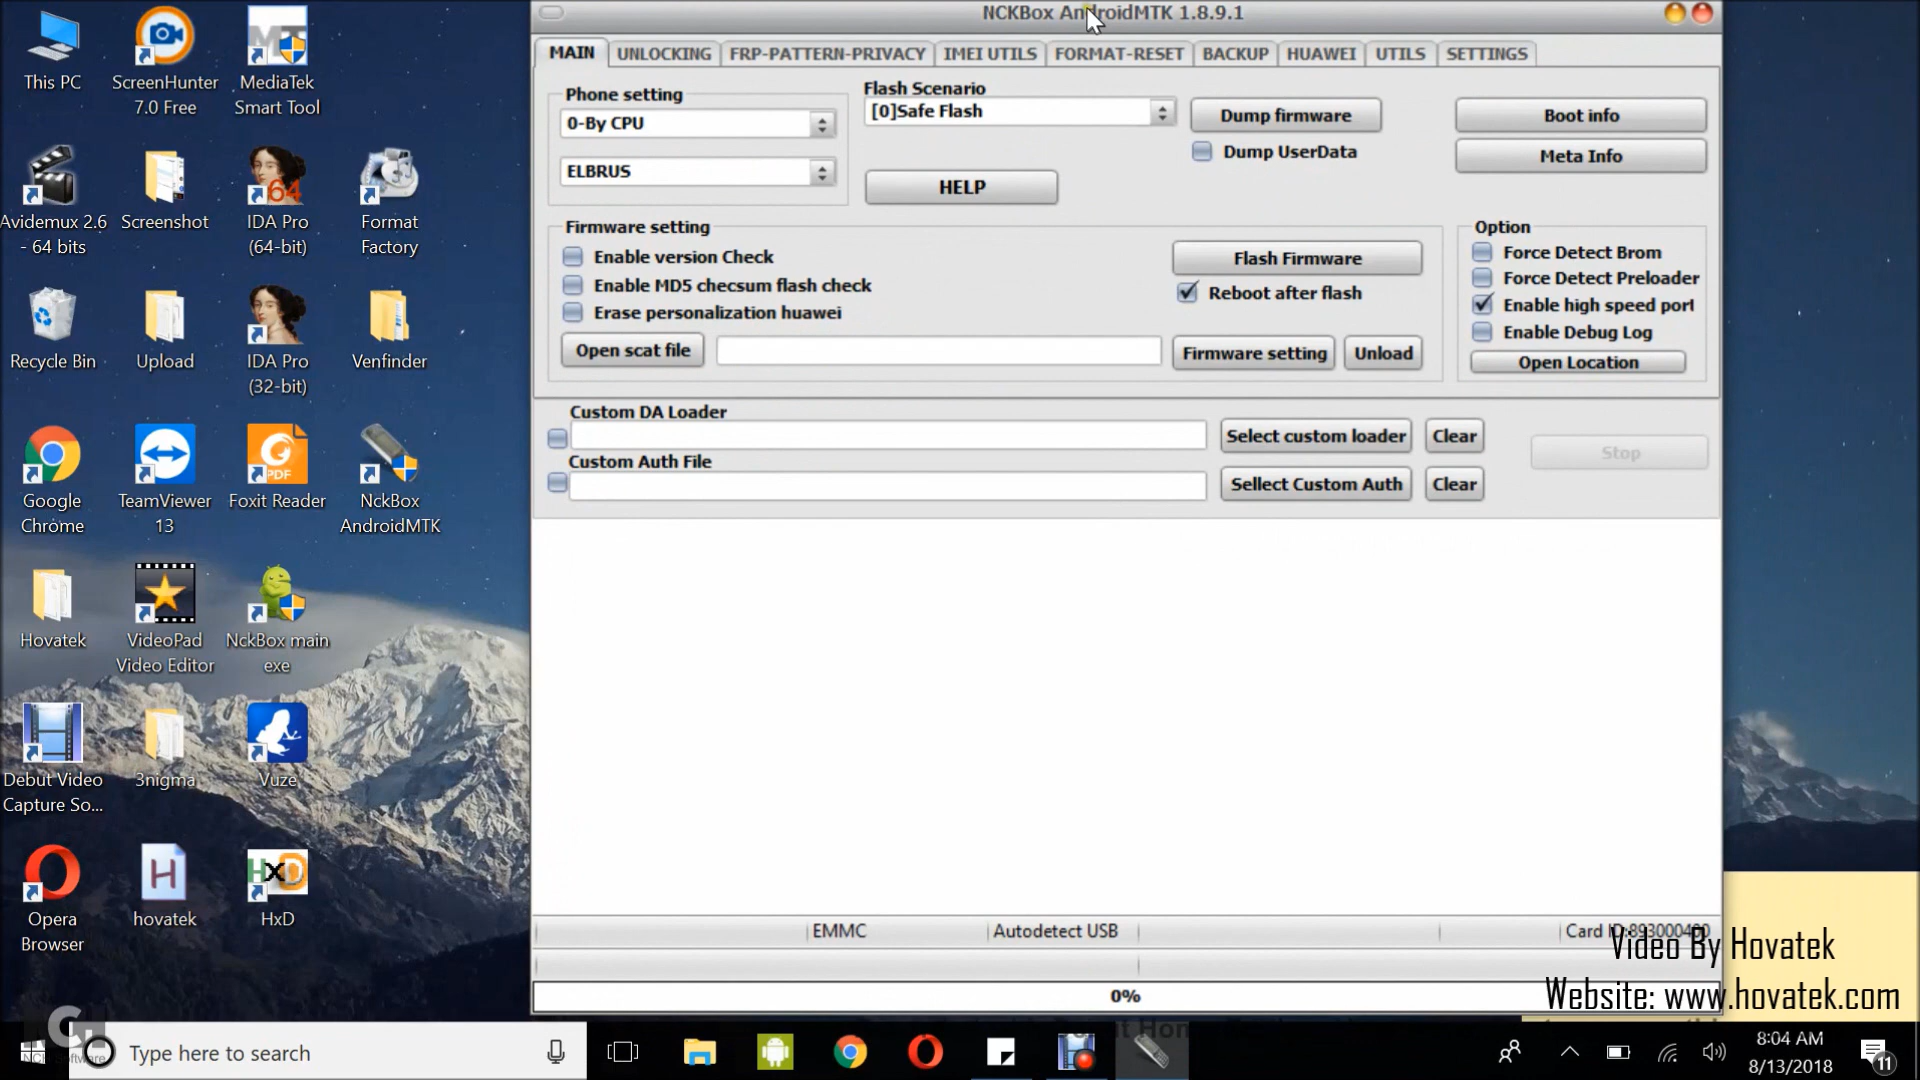 This PC
ScreenHunter
7.0 Free
MediaTek
Smart Tool
Avidemux 2.6
- 64 bits
Screenshot
64
IDA Pro
(64-bit)
Format
Factory
Recycle Bin
Upload
IDA Pro
(32-bit)
Venfinder
Google
Chrome
TeamViewer
13
PDF
Foxit Reader
NckBox
AndroidMTK
Hovatek
VideoPad
Video Editor
NckBox main
exe
Debut Video
Capture So...
3nigma
Vuze
Opera
Browser
H
hovatek
HxD
HxD
NCKBox AndroidMTK 1.8.9.1
MAIN UNLOCKING FRP-PATTERN-PRIVACY IMEI UTILS FORMAT-RESET BACKUP HUAWEI UTILS SETTINGS
Phone setting
0-By CPU
ELBRUS
Flash Scenario
[0]Safe Flash
HELP
Dump firmware
Dump UserData
Boot info
Meta Info
Firmware setting
Enable version Check
Enable MD5 checsum flash check
Erase personalization huawei
Open scat file
Flash Firmware
Reboot after flash
Firmware setting
Unload
Option
Force Detect Brom
Force Detect Preloader
Enable high speed port
Enable Debug Log
Open Location
Custom DA Loader
Select custom loader
Clear
Custom Auth File
Sellect Custom Auth
Clear
Stop
EMMC
Autodetect USB
Card ID:893000400
0%
Video By Hovatek
Website: www.hovatek.com
Type here to search
8:04 AM
8/13/2018
11